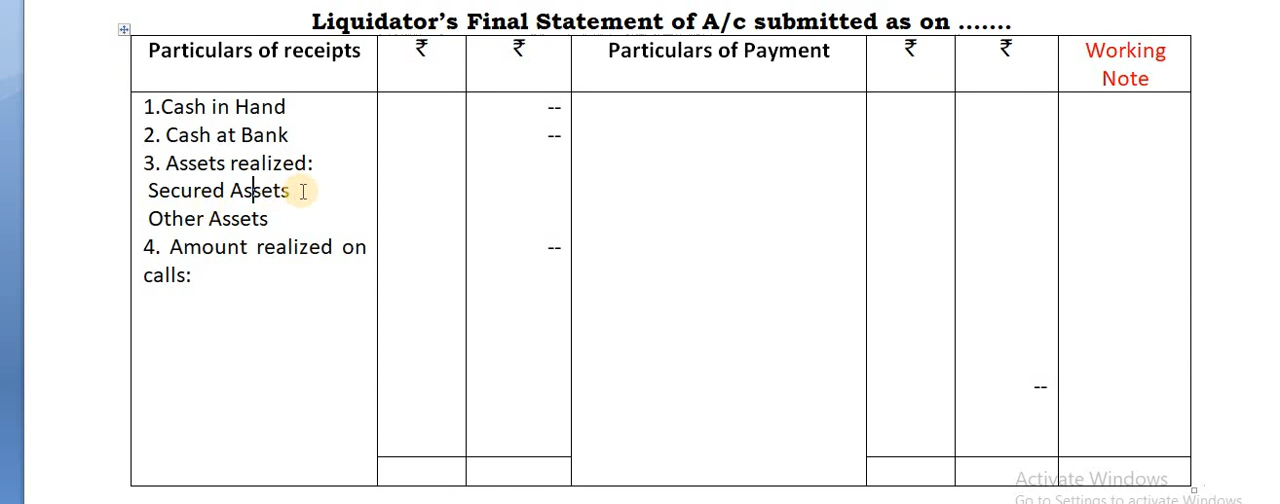 Liquidator's Final Statement of A/c submitted as on .......
Particulars of receipts ₹ ₹ Particulars of Payment ₹ ₹ Working
Note
1.Cash in Hand --
2. Cash at Bank --
3. Assets realized:
Secured Assets
Other Assets
4. Amount realized on --
calls:
--
Activate Windows
Go to Settings to activate Windows